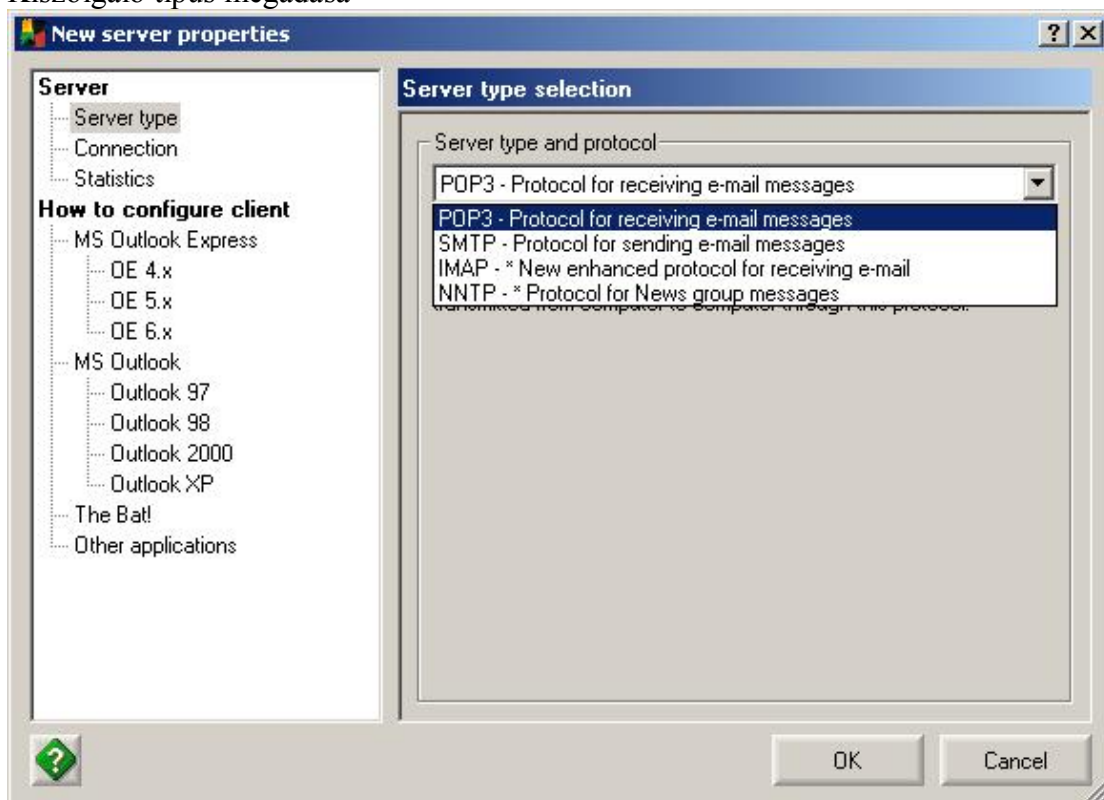 Kiszolgáló típus megadása
New server properties
Server
Server type
Connection
Statistics
How to configure client
MS Outlook Express
OE 4.x
OE 5.x
OE 6.x
MS Outlook
Outlook 97
Outlook 98
Outlook 2000
Outlook XP
The Bat!
Other applications
Server type selection
Server type and protocol
POP3 - Protocol for receiving e-mail messages
POP3 - Protocol for receiving e-mail messages
SMTP - Protocol for sending e-mail messages
IMAP - * New enhanced protocol for receiving e-mail
NNTP - * Protocol for News group messages
transmitted from computer to computer through this protocol.
OK
Cancel